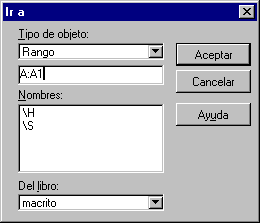 Ir a
Tipo de objeto:
Rango
Aceptar
A:A1
Cancelar
Nombres:
\H
\S
Ayuda
Del libro:
macrito